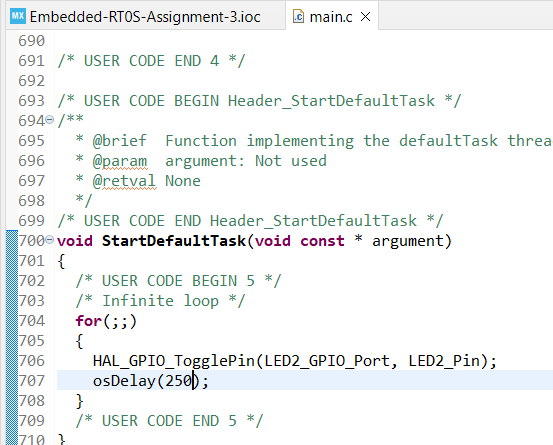 MX Embedded-RT0S-Assignment-3.ioc
.c main.c
690
691 /* USER CODE END 4 */
692
693 /* USER CODE BEGIN Header_StartDefaultTask */
694 /**
695 * @brief Function implementing the defaultTask threa
696 * @param argument: Not used
697 * @retval None
698 */
699 /* USER CODE END Header_StartDefaultTask */
700 void StartDefaultTask(void const * argument)
701 {
702 /* USER CODE BEGIN 5 */
703 /* Infinite loop */
704 for(;;)
705 {
706 HAL_GPIO_TogglePin(LED2_GPIO_Port, LED2_Pin);
707 osDelay(250);
708 }
709 /* USER CODE END 5 */
710 }